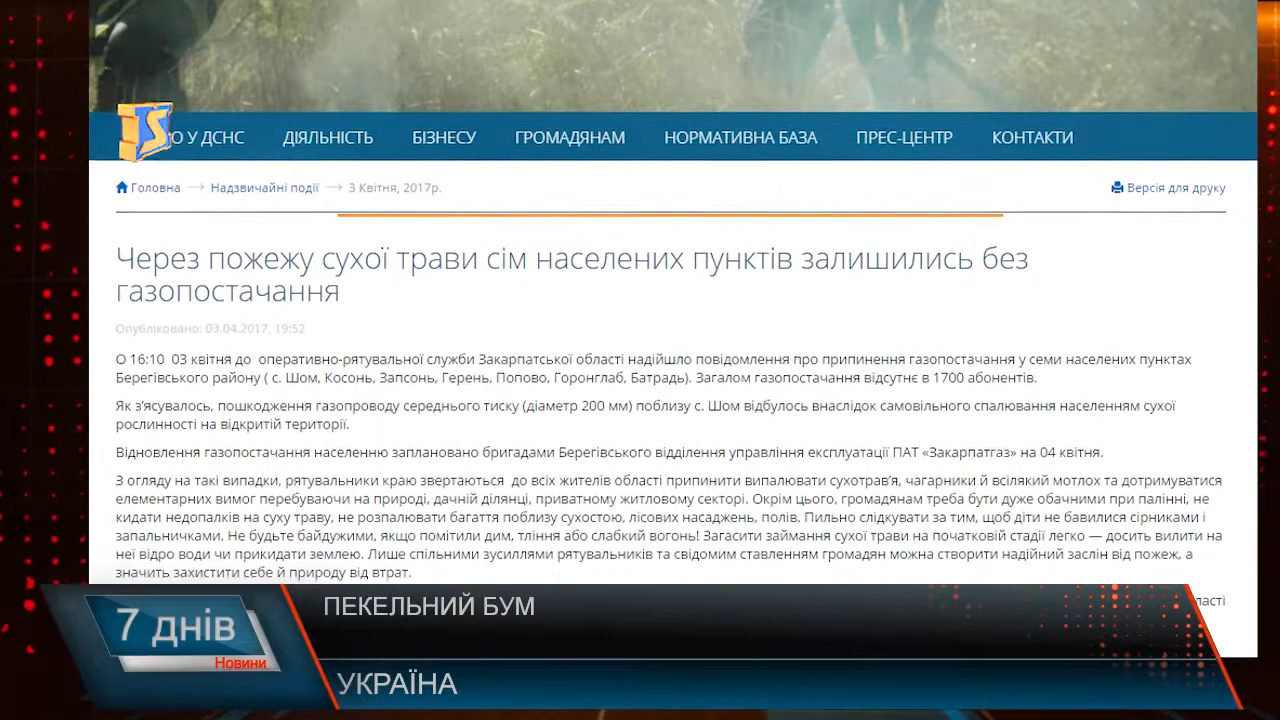 О У ДСНС ДІЯЛЬНІСТЬ БІЗНЕСУ ГРОМАДЯНАМ НОРМАТИВНА БАЗА ПРЕС-ЦЕНТР КОНТАКТИ
Головна → Надзвичайні події → 3 Квітня, 2017р. Версія для друку
Через пожежу сухої трави сім населених пунктів залишились без
газопостачання
Опубліковано: 03.04.2017, 19:52
О 16:10 03 квітня до оперативно-рятувальної служби Закарпатської області надійшло повідомлення про припинення газопостачання у семи населених пунктах
Берегівського району ( с. Шом, Косонь, Запсонь, Герень, Попово, Горонглаб, Батрадь). Загалом газопостачання відсутнє в 1700 абонентів.
Як з'ясувалось, пошкодження газопроводу середнього тиску (діаметр 200 мм) поблизу с. Шом відбулось внаслідок самовільного спалювання населенням сухої
рослинності на відкритій території.
Відновлення газопостачання населенню заплановано бригадами Берегівського відділення управління експлуатації ПАТ «Закарпатгаз» на 04 квітня.
З огляду на такі випадки, рятувальники краю звертаються до всіх жителів області припинити випалювати сухотрав'я, чагарники й всілякий мотлох та дотримуватися
елементарних вимог перебуваючи на природі, дачній ділянці, приватному житловому секторі. Окрім цього, громадянам треба бути дуже обачними при палінні, не
кидати недопалків на суху траву, не розпалювати багаття поблизу сухостою, лісових насаджень, полів. Пильно слідкувати за тим, щоб діти не бавилися сірниками і
запальничками. Не будьте байдужими, якщо помітили дим, тління або слабкий вогонь! Загасити займання сухої трави на початковій стадії легко — досить вилити на
неї відро води чи прикидати землею. Лише спільними зусиллями рятувальників та свідомим ставленням громадян можна створити надійний заслін від пожеж, а
значить захистити себе й природу від втрат.
ласті
7 днів
Новини
ПЕКЕЛЬНИЙ БУМ
УКРАЇНА